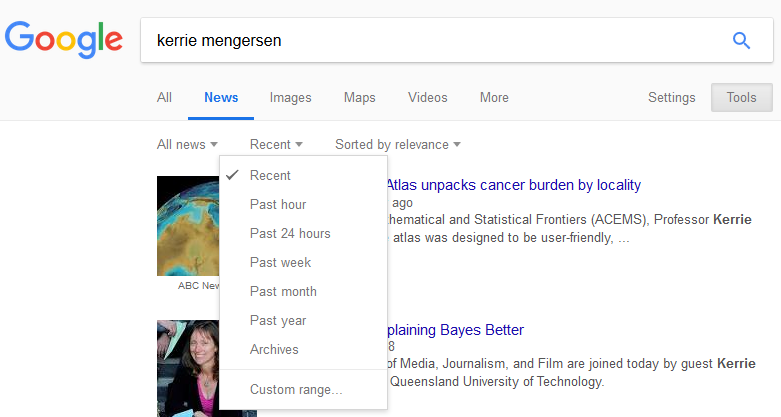 Google
kerrie mengersen
All News Images Maps Videos More Settings Tools
All news Recent Sorted by relevance
Recent
Past hour
Past 24 hours
Past week
Past month
Past year
Archives
Custom range...
Atlas unpacks cancer burden by locality
ago
hematical and Statistical Frontiers (ACEMS), Professor Kerrie
atlas was designed to be user-friendly, ...
ABC New
plaining Bayes Better
8
of Media, Journalism, and Film are joined today by guest Kerrie
Queensland University of Technology.